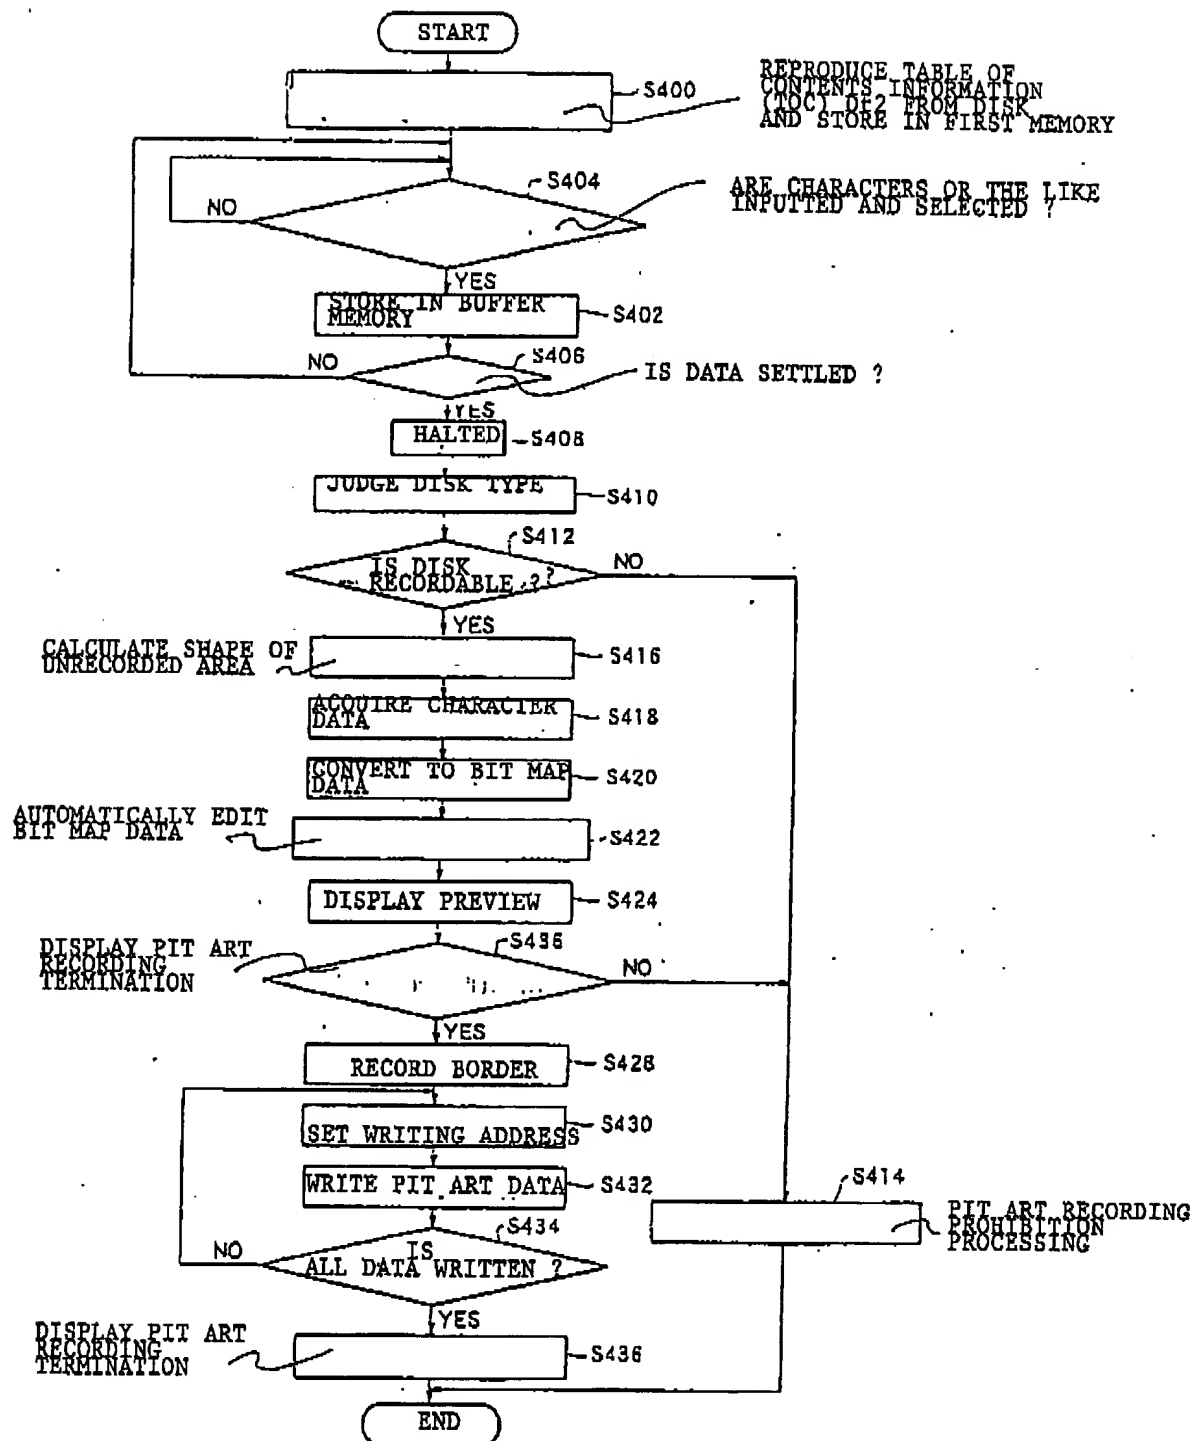 START
S400
REPRODUCE TABLE OF
CONTENTS INFORMATION
(TOC) Dt2 FROM DISK
AND STORE IN FIRST MEMORY
S404
ARE CHARACTERS OR THE LIKE
INPUTTED AND SELECTED ?
NO
YES
STORE IN BUFFER
MEMORY
S402
S406
NO
IS DATA SETTLED ?
YES
HALTED
S408
JUDGE DISK TYPE
S410
S412
IS DISK
RECORDABLE ??
NO
YES
CALCULATE SHAPE OF
UNRECORDED AREA
S416
ACQUIRE CHARACTER
DATA
S418
CONVERT TO BIT MAP
DATA
S420
AUTOMATICALLY EDIT
BIT MAP DATA
S422
DISPLAY PREVIEW
S424
S436
DISPLAY PIT ART
RECORDING
TERMINATION
NO
YES
RECORD BORDER
S428
SET WRITING ADDRESS
S430
WRITE PIT ART DATA
S432
S414
PIT ART RECORDING
PROHIBITION
PROCESSING
S434
IS
ALL DATA WRITTEN ?
NO
YES
DISPLAY PIT ART
RECORDING
TERMINATION
S436
END